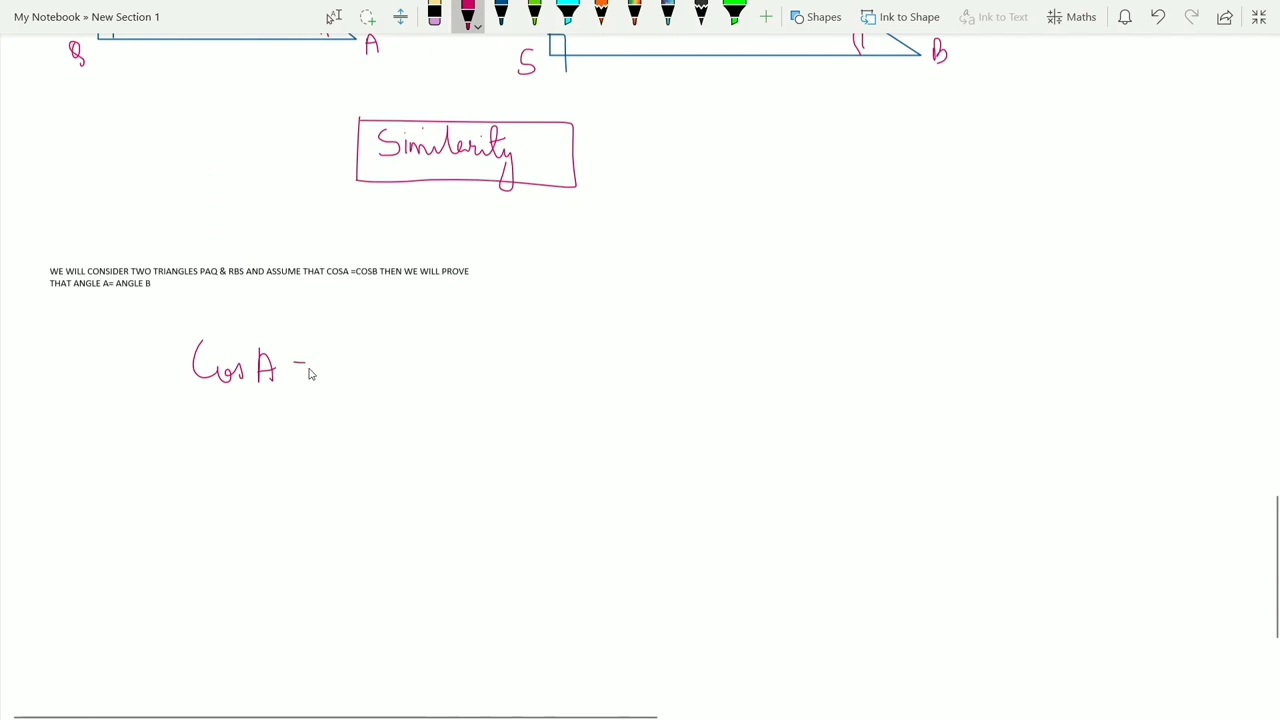 My Notebook » New Section 1
Shapes Ink to Shape Ink to Text Maths
Q A S B
Similarity
WE WILL CONSIDER TWO TRIANGLES PAQ & RBS AND ASSUME THAT COSA =COSB THEN WE WILL PROVE
THAT ANGLE A= ANGLE B
Cos A -